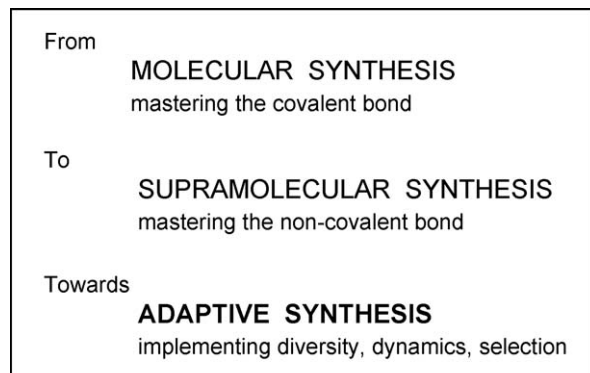 From
MOLECULAR SYNTHESIS
mastering the covalent bond
To
SUPRAMOLECULAR SYNTHESIS
mastering the non-covalent bond
Towards
ADAPTIVE SYNTHESIS
implementing diversity, dynamics, selection